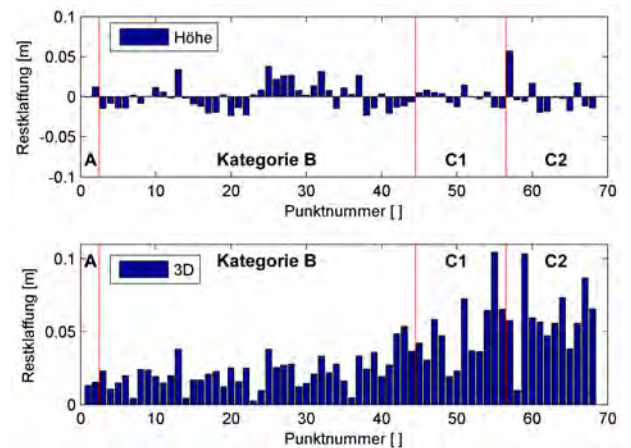 0.1
0.05
0
-0.05
-0.1
Restklaffung [m]
Höhe
A
Kategorie B
C1
C2
0 10 20 30 40 50 60 70
Punktnummer [ ]
0.1
0.05
0
Restklaffung [m]
A
3D
Kategorie B
C1
C2
0 10 20 30 40 50 60 70
Punktnummer [ ]